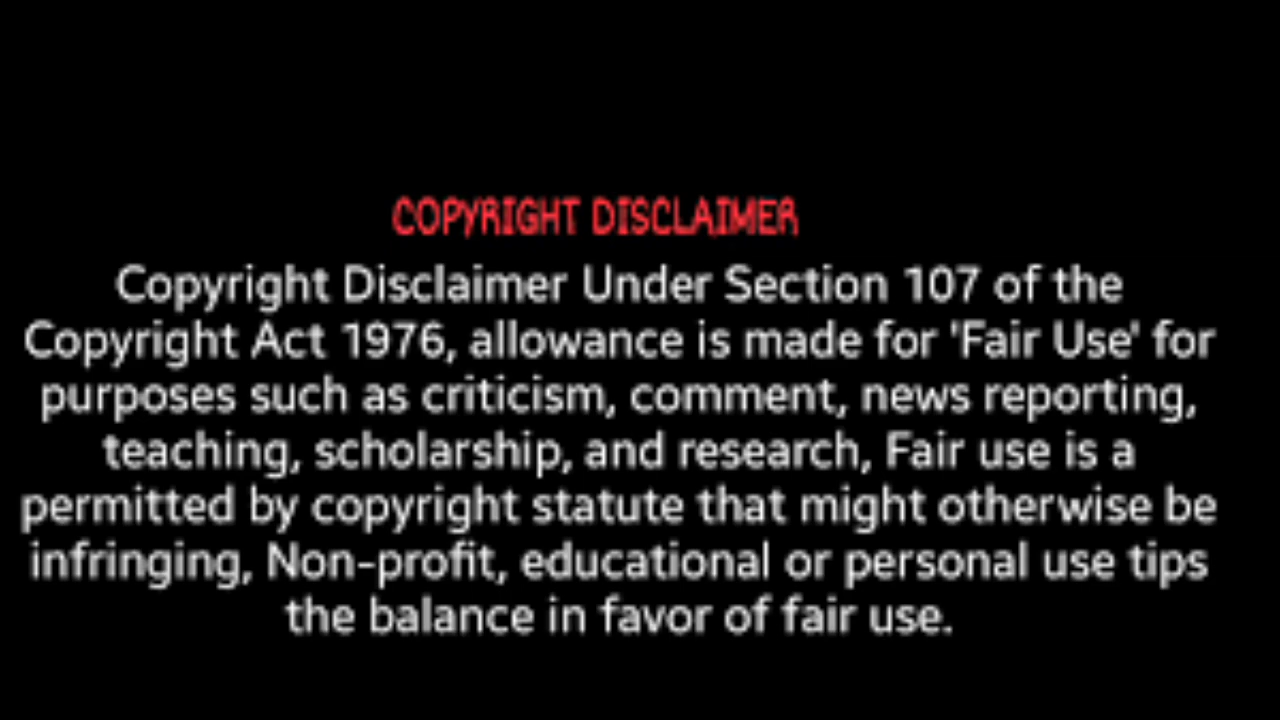 COPYRIGHT DISCLAIMER
Copyright Disclaimer Under Section 107 of the
Copyright Act 1976, allowance is made for 'Fair Use' for
purposes such as criticism, comment, news reporting,
teaching, scholarship, and research, Fair use is a
permitted by copyright statute that might otherwise be
infringing, Non-profit, educational or personal use tips
the balance in favor of fair use.